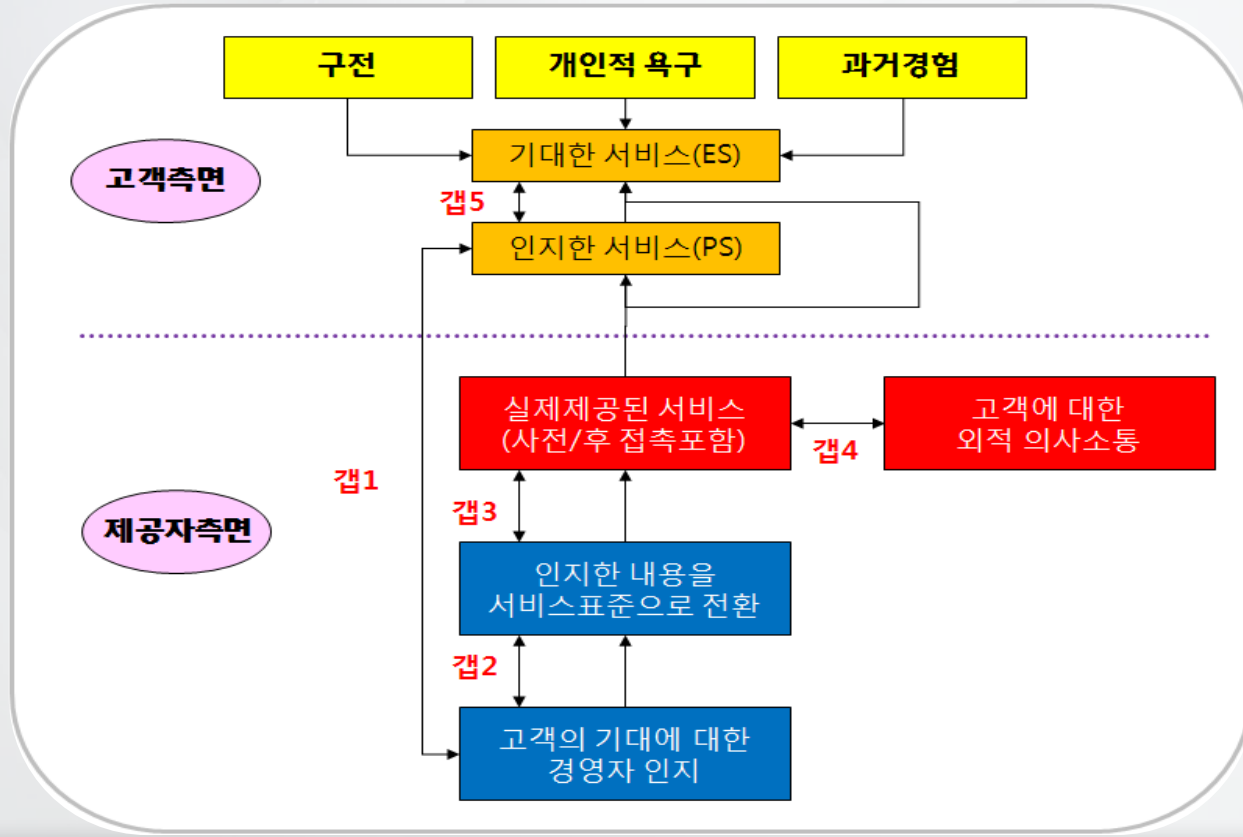 구전
개인적 욕구
과거경험
기대한 서비스(ES)
고객측면
갭5
인지한 서비스(PS)
실제제공된 서비스
(사전/후 접촉포함)
고객에 대한
외적 의사소통
갭4
갭1
갭3
제공자측면
인지한 내용을
서비스표준으로 전환
갭2
고객의 기대에 대한
경영자 인지